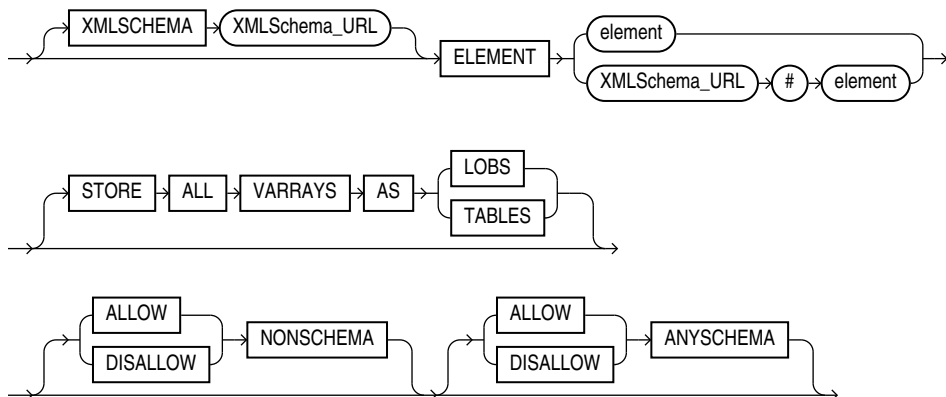 XMLSCHEMA XMLSchema_URL ELEMENT element
XMLSchema_URL # element
STORE ALL VARRAYS AS LOBS
TABLES
ALLOW NONSCHEMA ALLOW ANYSCHEMA
DISALLOW DISALLOW